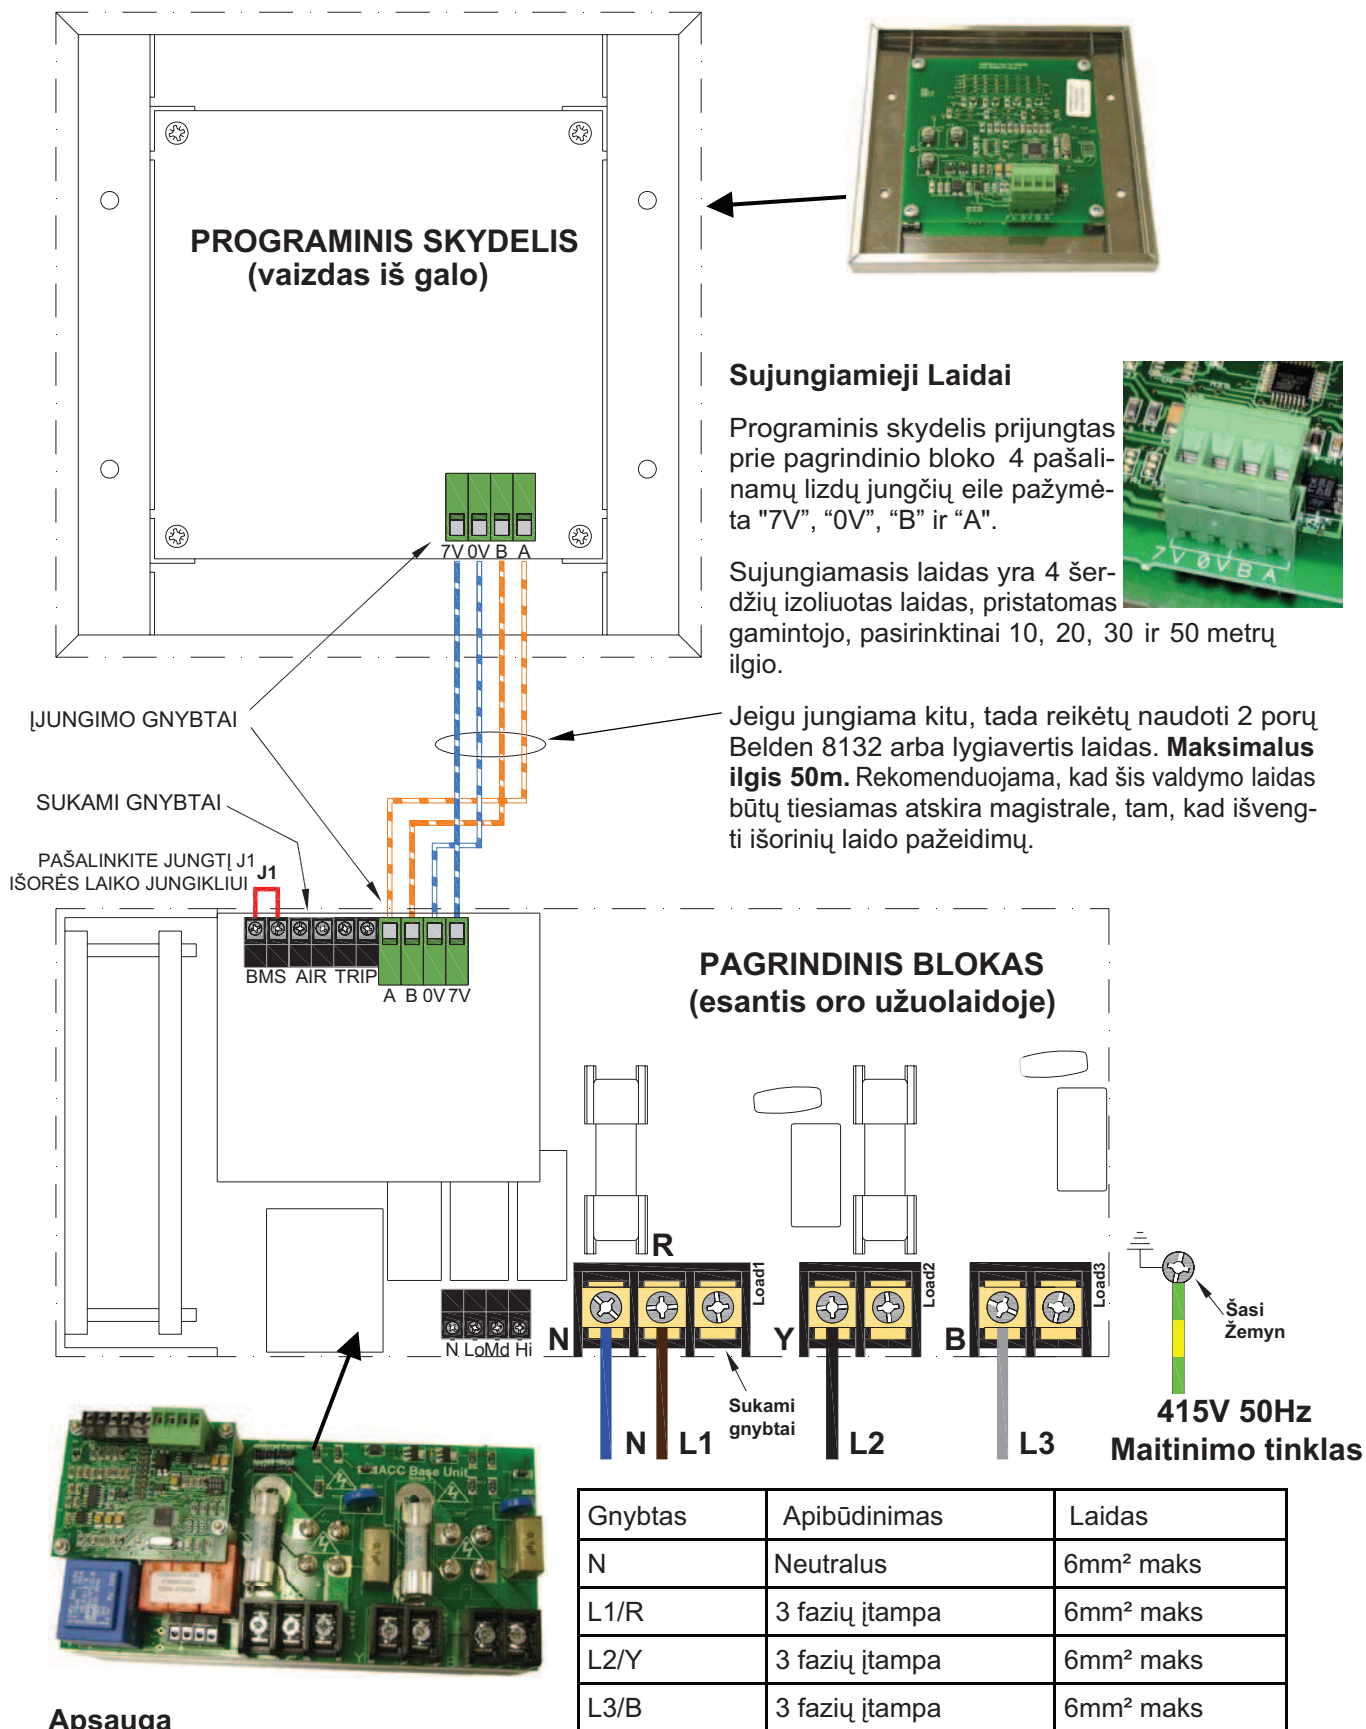 PROGRAMINIS SKYDELIS
(vaizdas iš galo)
7V 0V B A
Sujungiamieji Laidai
Programinis skydelis prijungtas
prie pagrindinio bloko 4 pašali-
namų lizdų jungčių eile pažymė-
ta "7V”, “0V”, “B” ir “A".
7V 0V B A
Sujungiamasis laidas yra 4 šer-
džių izoliuotas laidas, pristatomas
gamintojo, pasirinktinai 10, 20, 30 ir 50 metrų
ilgio.
Jeigu jungiama kitu, tada reikėtų naudoti 2 porų
Belden 8132 arba lygiavertis laidas. Maksimalus
ilgis 50m. Rekomenduojama, kad šis valdymo laidas
būtų tiesiamas atskira magistrale, tam, kad išveng-
ti išorinių laido pažeidimų.
ĮJUNGIMO GNYBTAI
SUKAMI GNYBTAI
PAŠALINKITE JUNGTĮ J1
IŠORĖS LAIKO JUNGIKLIUI
J1
BMS AIR TRIP
A B 0V 7V
PAGRINDINIS BLOKAS
(esantis oro užuolaidoje)
R
Load1
Load2
Load3
N Lo Md Hi
N
Y
B
Šasi
Žemyn
Sukami
gnybtai
N L1
L2
L3
415V 50Hz
Maitinimo tinklas
ACC Base Unit
Gnybtas Apibūdinimas Laidas
N Neutralus 6mm² maks
L1/R 3 fazių įtampa 6mm² maks
L2/Y 3 fazių įtampa 6mm² maks
L3/B 3 fazių įtampa 6mm² maks
Apsauga